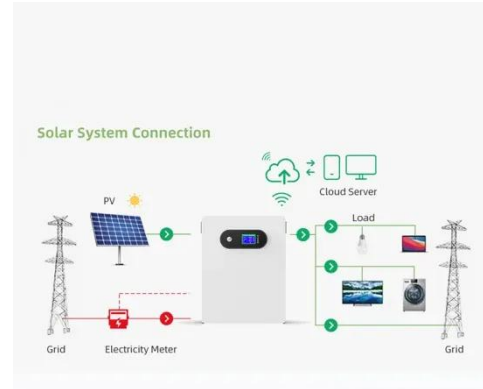 Solar System Connection
Cloud Server
PV
Load
Grid
Electricity Meter
Grid